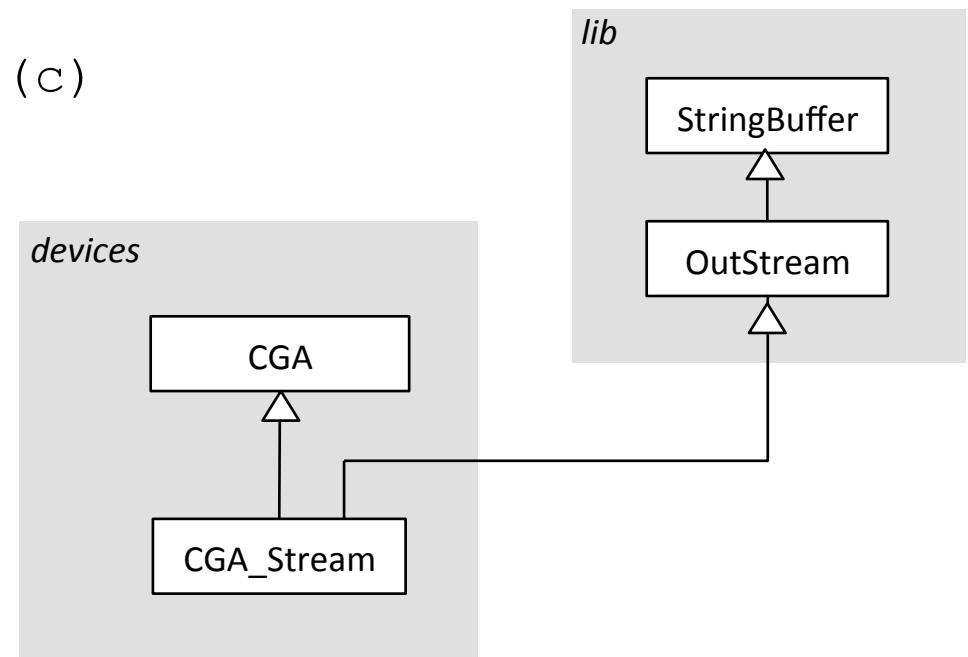 (c)
lib
StringBuffer
OutStream
devices
CGA
CGA_Stream